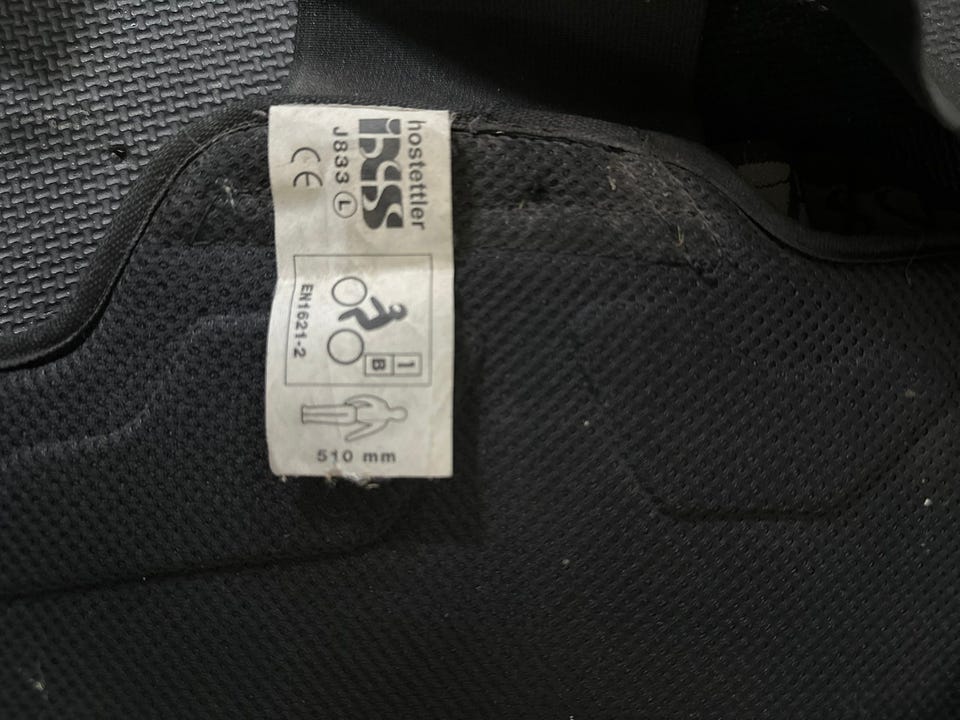 hostettler
iXS
J833 L
CE
1
B
EN1621-2
510 mm